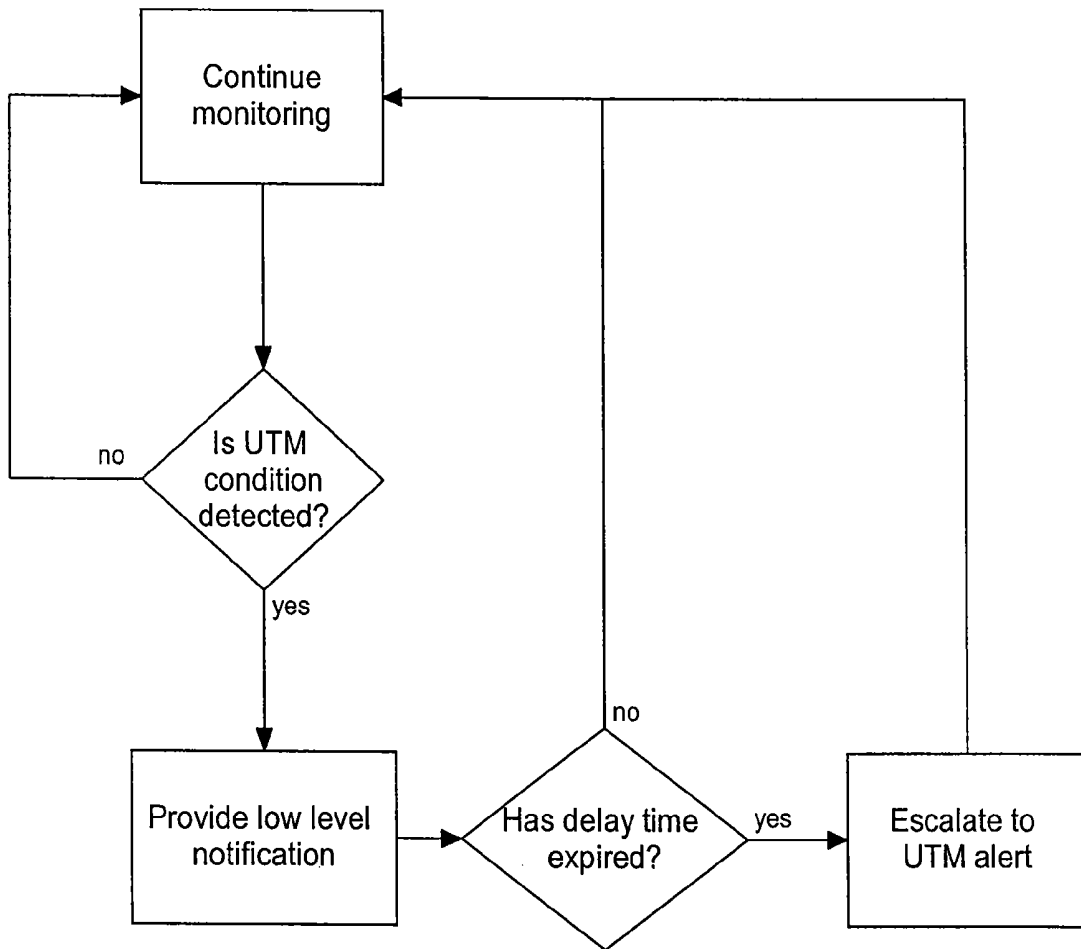 Continue
monitoring
Is UTM
condition
detected?
no
yes
Provide low level
notification
Has delay time
expired?
no
yes
Escalate to
UTM alert